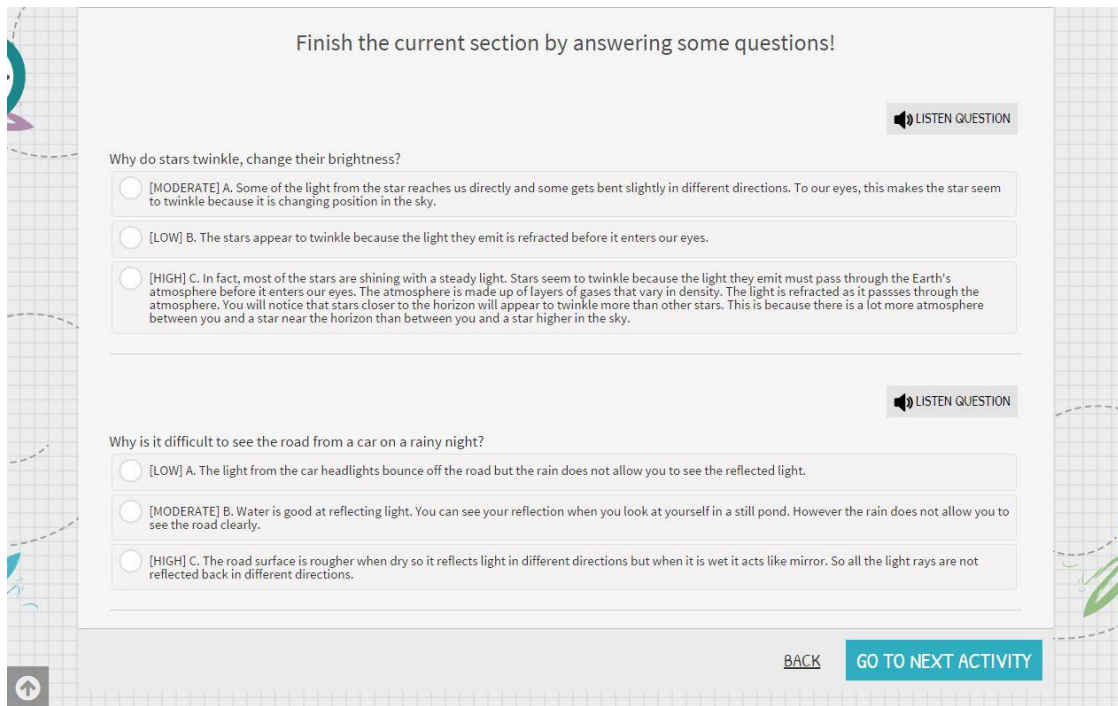 Finish the current section by answering some questions!
LISTEN QUESTION
Why do stars twinkle, change their brightness?
[MODERATE] A. Some of the light from the star reaches us directly and some gets bent slightly in different directions. To our eyes, this makes the star seem
to twinkle because it is changing position in the sky.
[LOW] B. The stars appear to twinkle because the light they emit is refracted before it enters our eyes.
[HIGH] C. In fact, most of the stars are shining with a steady light. Stars seem to twinkle because the light they emit must pass through the Earth's
atmosphere before it enters our eyes. The atmosphere is made up of layers of gases that vary in density. The light is refracted as it passses through the
atmosphere. You will notice that stars closer to the horizon will appear to twinkle more than other stars. This is because there is a lot more atmosphere
between you and a star near the horizon than between you and a star higher in the sky.
LISTEN QUESTION
Why is it difficult to see the road from a car on a rainy night?
[LOW] A. The light from the car headlights bounce off the road but the rain does not allow you to see the reflected light.
[MODERATE] B. Water is good at reflecting light. You can see your reflection when you look at yourself in a still pond. However the rain does not allow you to
see the road clearly.
[HIGH] C. The road surface is rougher when dry so it reflects light in different directions but when it is wet it acts like mirror. So all the light rays are not
reflected back in different directions.
BACK
GO TO NEXT ACTIVITY